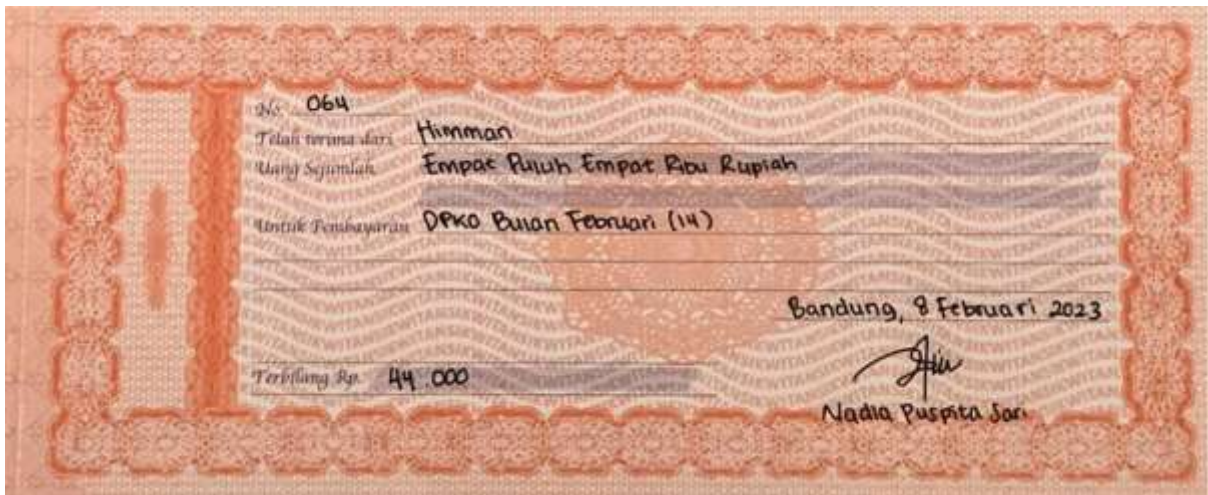 No. 064
Telah terima dari Himman
Uang Sejumlah Empat Puluh Empat Ribu Rupiah
Untuk Pembayaran DPKO Bulan Februari (14)
Bandung, 8 Februari 2023
Terbilang Rp. 44.000
Nadia Puspita Sari